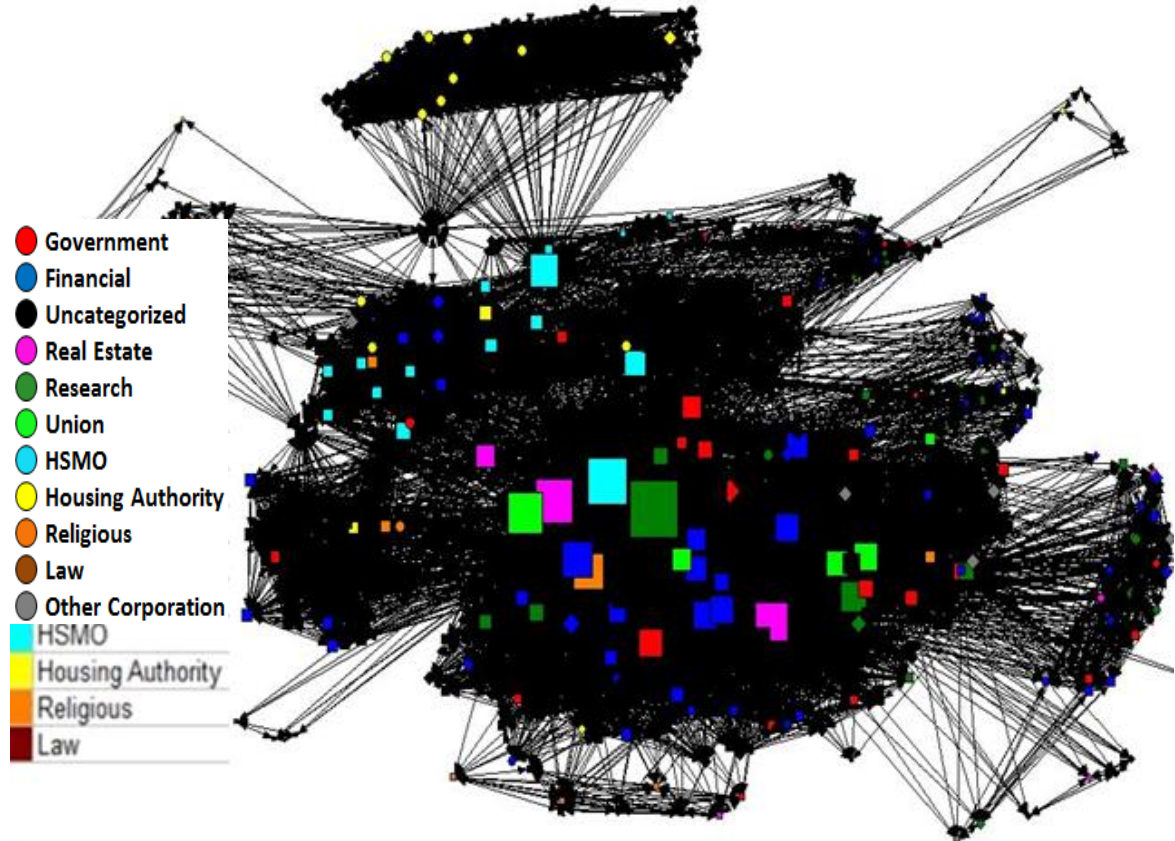 Government
Financial
Uncategorized
Real Estate
Research
Union
HSMO
Housing Authority
Religious
Law
Other Corporation
HSMO
Housing Authority
Religious
Law